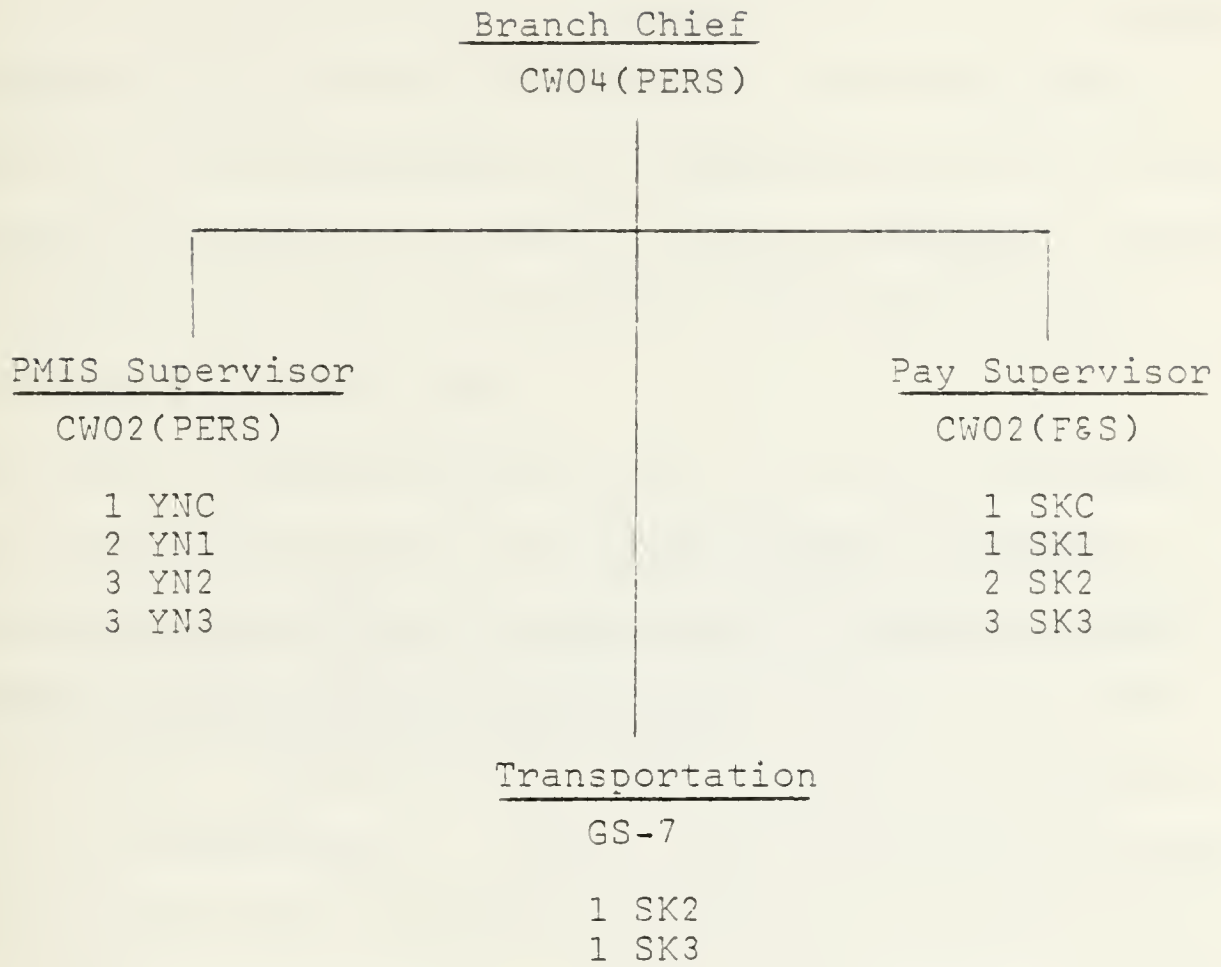 Branch Chief
CWO4(PERS)
PMIS Supervisor
CWO2(PERS)
1 YNC
2 YN1
3 YN2
3 YN3
Pay Supervisor
CWO2(F&S)
1 SKC
1 SK1
2 SK2
3 SK3
Transportation
GS-7
1 SK2
1 SK3